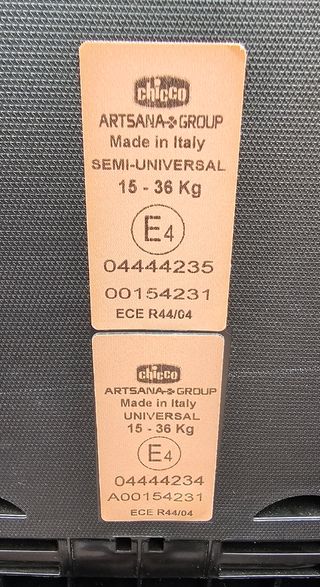 chicco
ARTSANA GROUP
Made in Italy
SEMI-UNIVERSAL
15 - 36 Kg
E4
04444235
00154231
ECE R44/04
chicco
ARTSANA GROUP
Made in Italy
UNIVERSAL
15 - 36 Kg
E4
04444234
A00154231
ECE R44/04